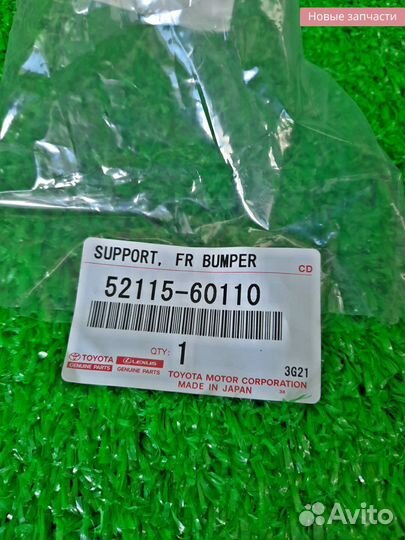 Новые запчасти
SUPPORT, FR BUMPER
CD
52115-60110
QTY: 1
3G21
TOYOTA
GENUINE PARTS
LEXUS
GENUINE PARTS
TOYOTA MOTOR CORPORATION
MADE IN JAPAN
Avito